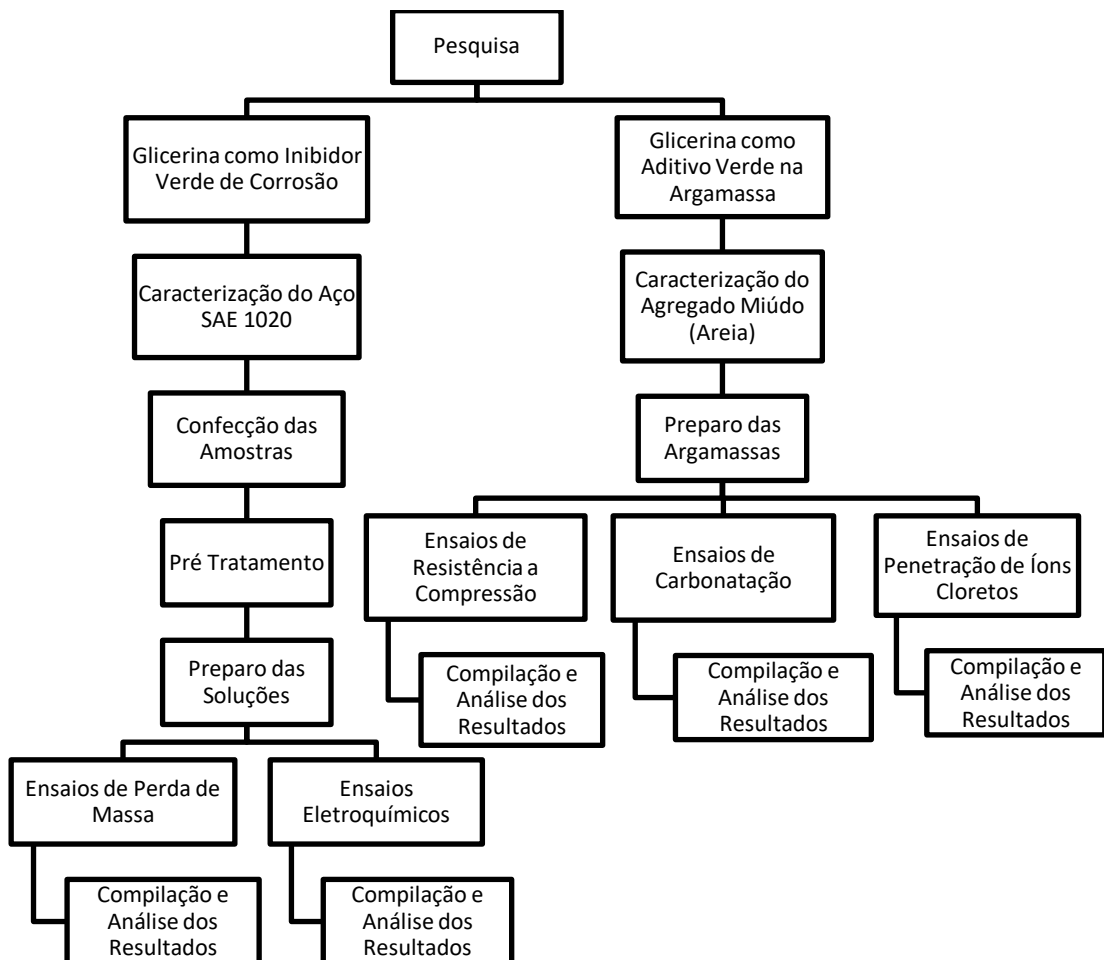 Pesquisa
Glicerina como Inibidor
Verde de Corrosão
Glicerina como
Aditivo Verde na
Argamassa
Caracterização do Aço
SAE 1020
Caracterização do
Agregado Miúdo
(Areia)
Confecção das
Amostras
Preparo das
Argamassas
Pré Tratamento
Ensaios de
Resistência a
Compressão
Ensaios de
Carbonatação
Ensaios de
Penetração de Íons
Cloretos
Preparo das
Soluções
Compilação e
Análise dos
Resultados
Compilação e
Análise dos
Resultados
Compilação e
Análise dos
Resultados
Ensaios de Perda de
Massa
Ensaios
Eletroquímicos
Compilação e
Análise dos
Resultados
Compilação e
Análise dos
Resultados